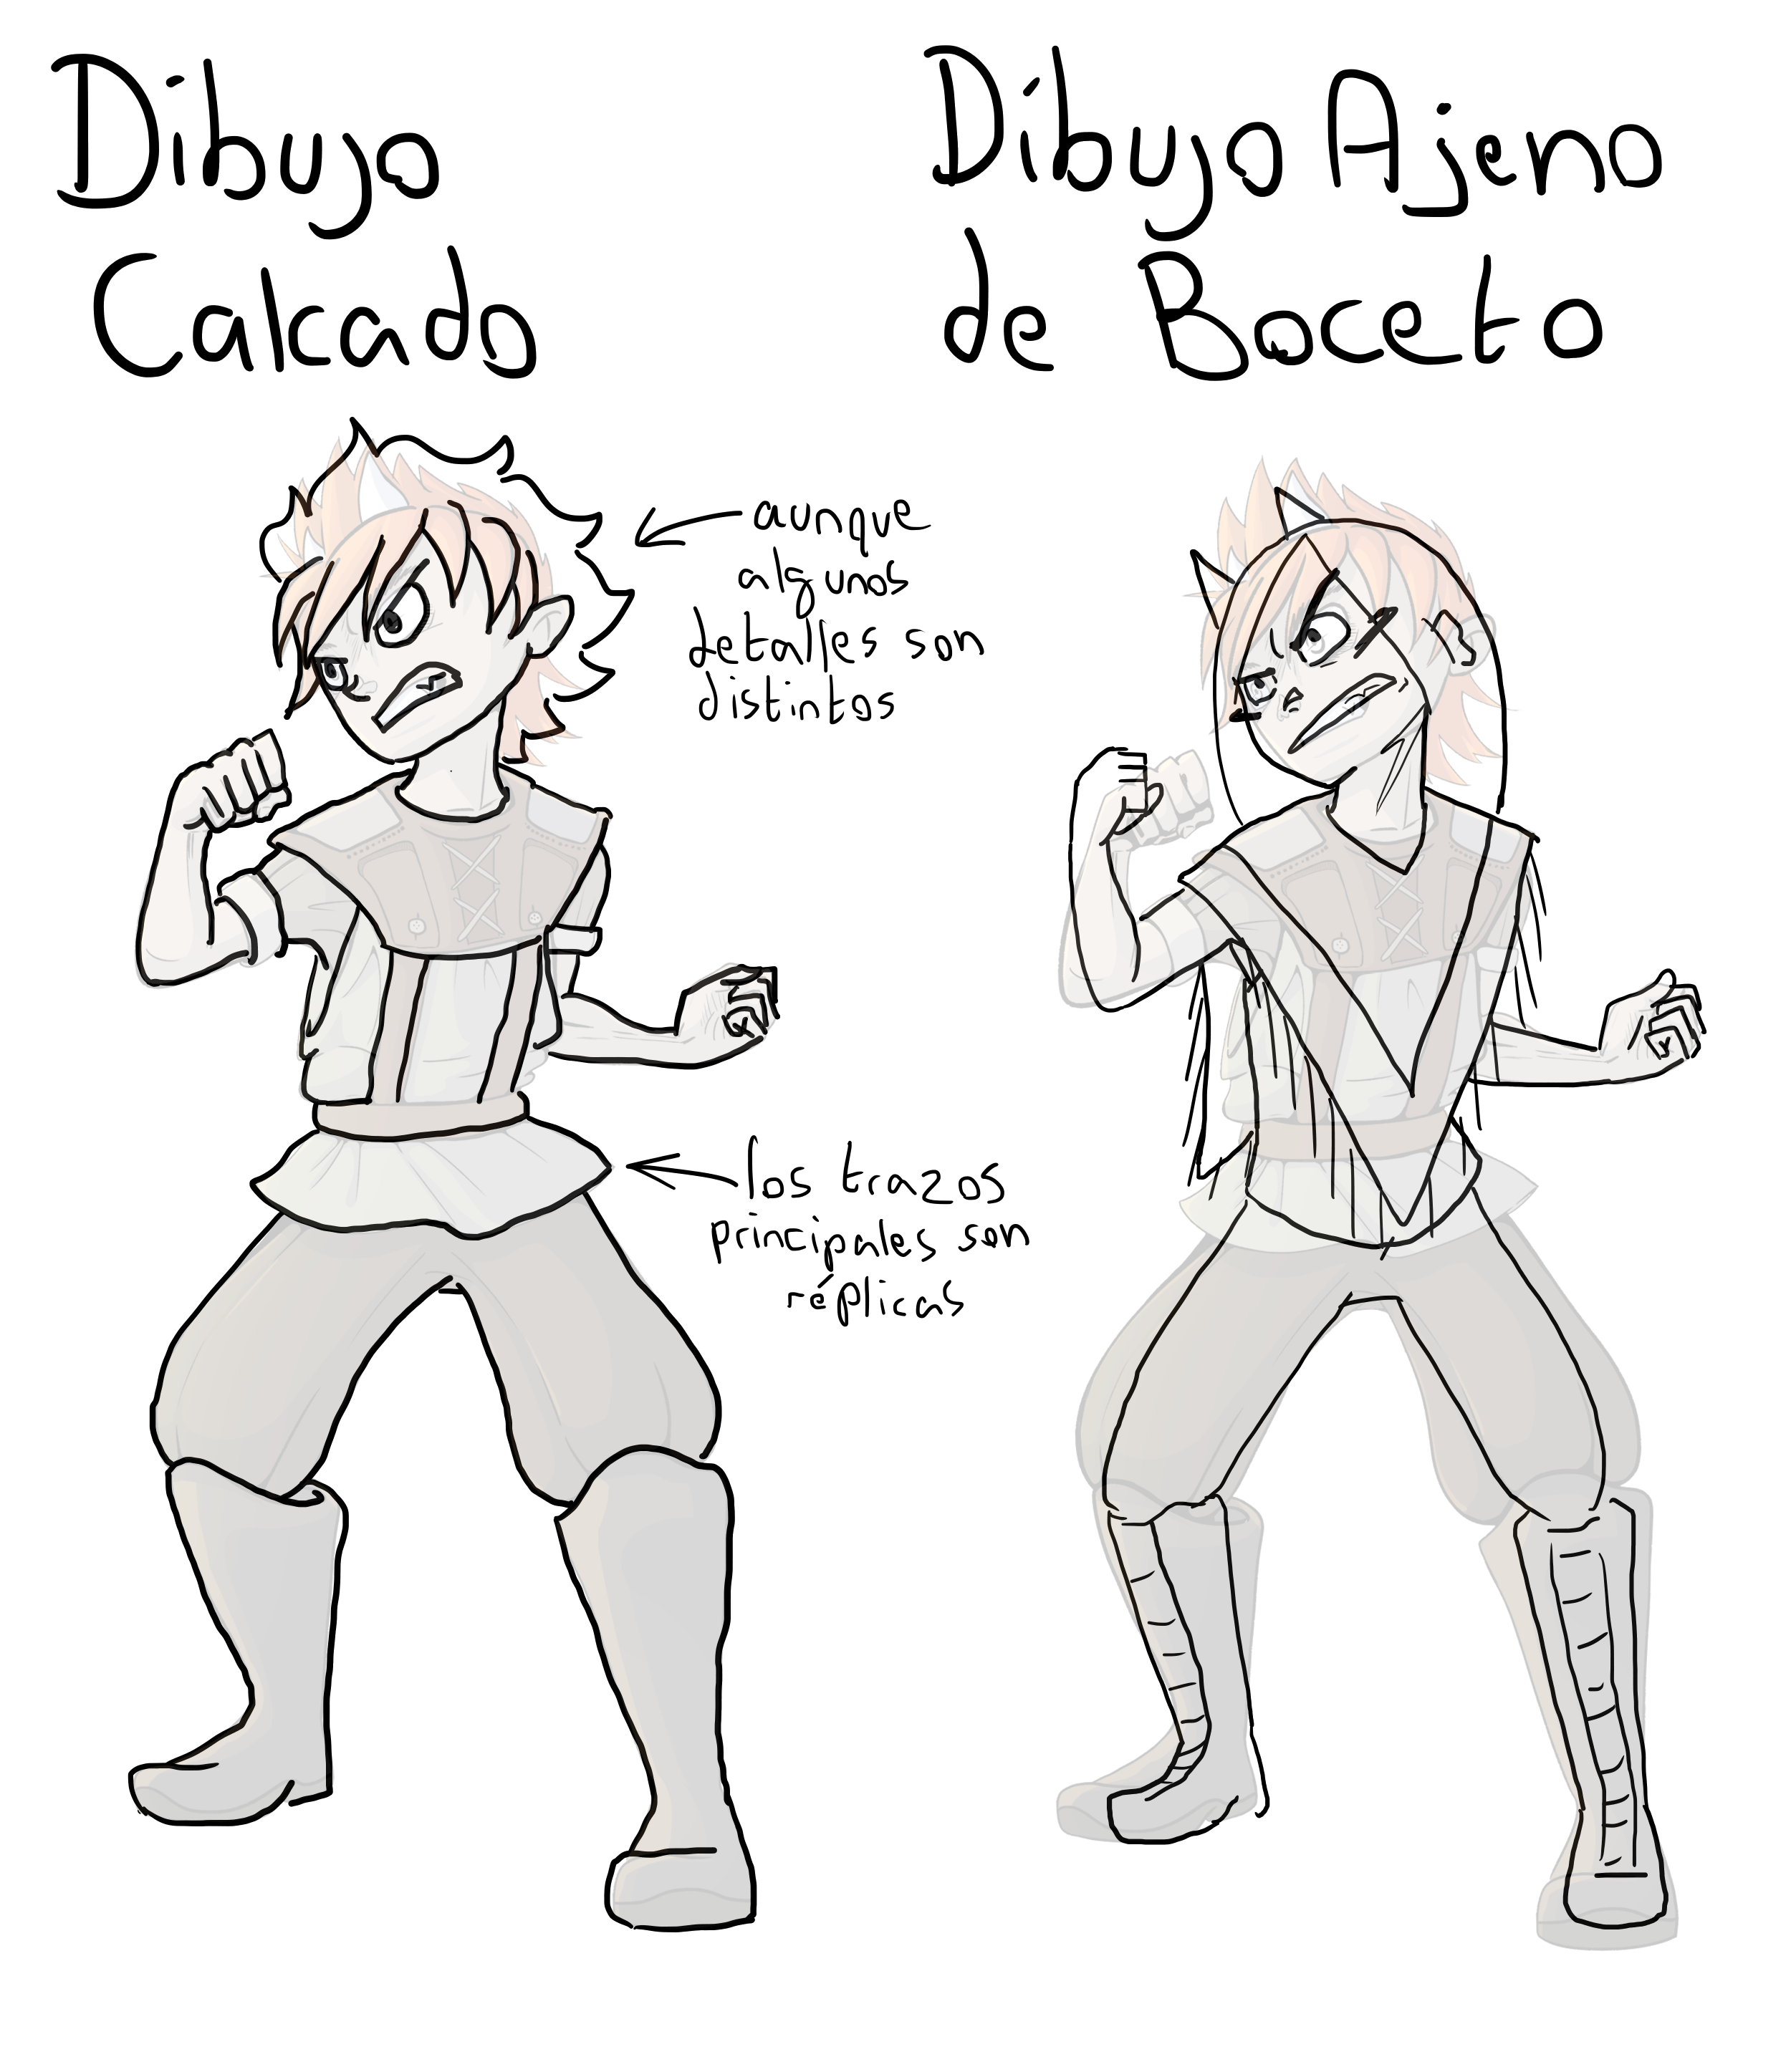 Dibujo
Calcado
Dibujo Ajeno
de Boceto
aunque
algunos
detalles son
distintos
los trazos
principales son
réplicas